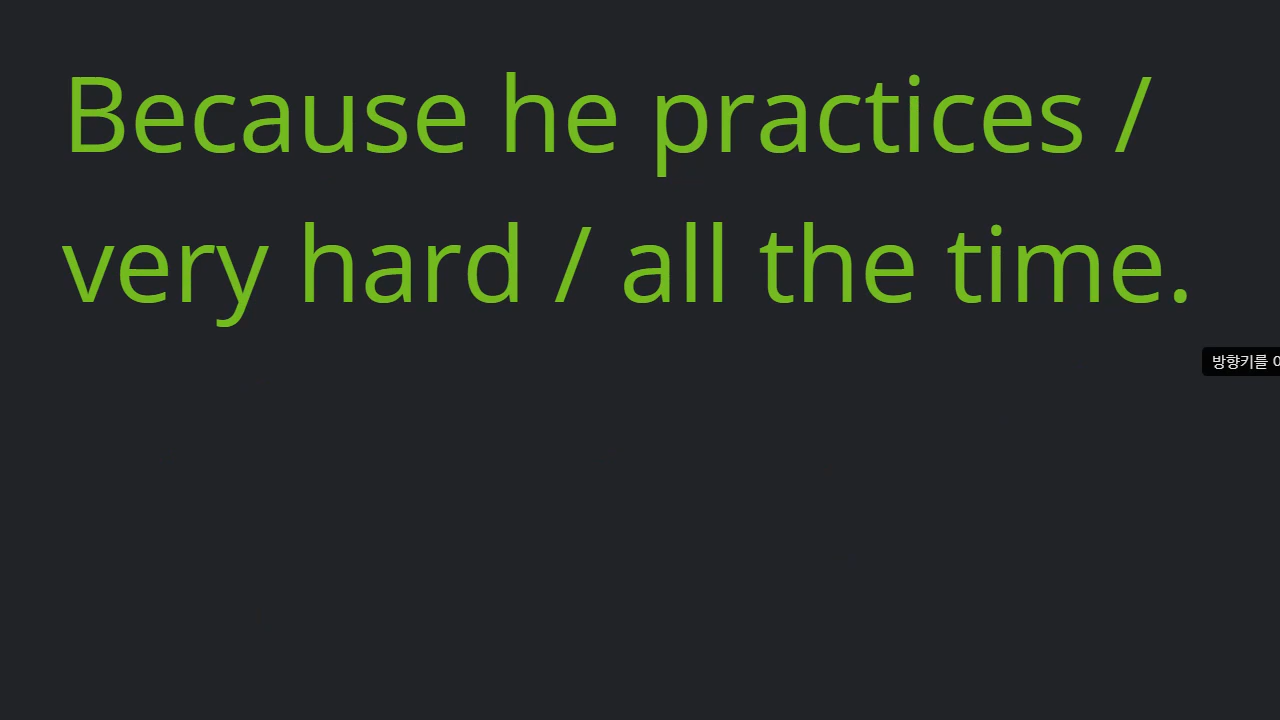 Because he practices /
very hard / all the time.
방향키를